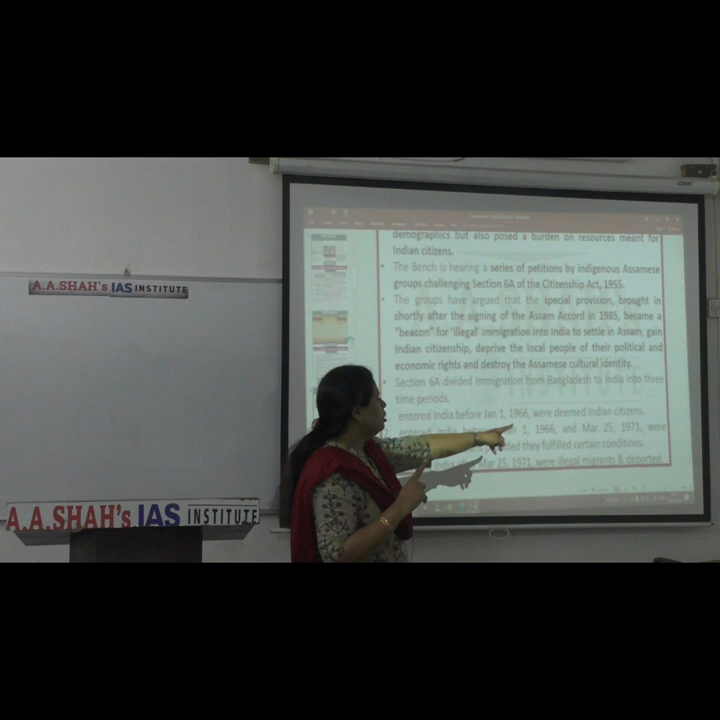 LOGIC
demographics but also posed a burden on resources meant for
Indian citizens.
• The Bench is hearing a series of petitions by indigenous Assamese
groups challenging Section 6A of the Citizenship Act, 1955.
• The groups have argued that the special provision, brought in
shortly after the signing of the Assam Accord in 1985, became a
"beacon" for 'illegal' immigration into India to settle in Assam, gain
Indian citizenship, deprive the local people of their political and
economic rights and destroy the Assamese cultural identity.
• Section 6A divided immigration from Bangladesh to India into three
time periods.
entered India before Jan 1, 1966, were deemed Indian citizens.
entered India 1, 1966, and Mar 25, 1971, were
they fulfilled certain conditions.
India Mar 25, 1971, were illegal migrants & deported.
A.A.SHAH's IAS INSTITUTE
A.A.SHAH's IAS INSTITUTE